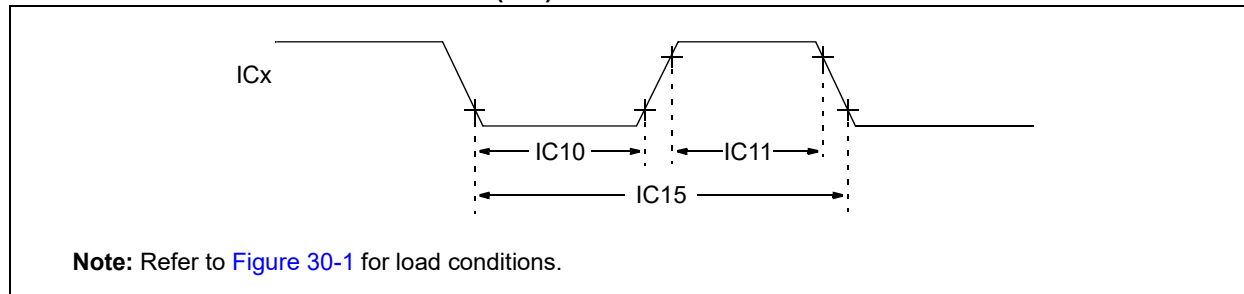 ICx
IC10
IC11
IC15
Note: Refer to Figure 30-1 for load conditions.